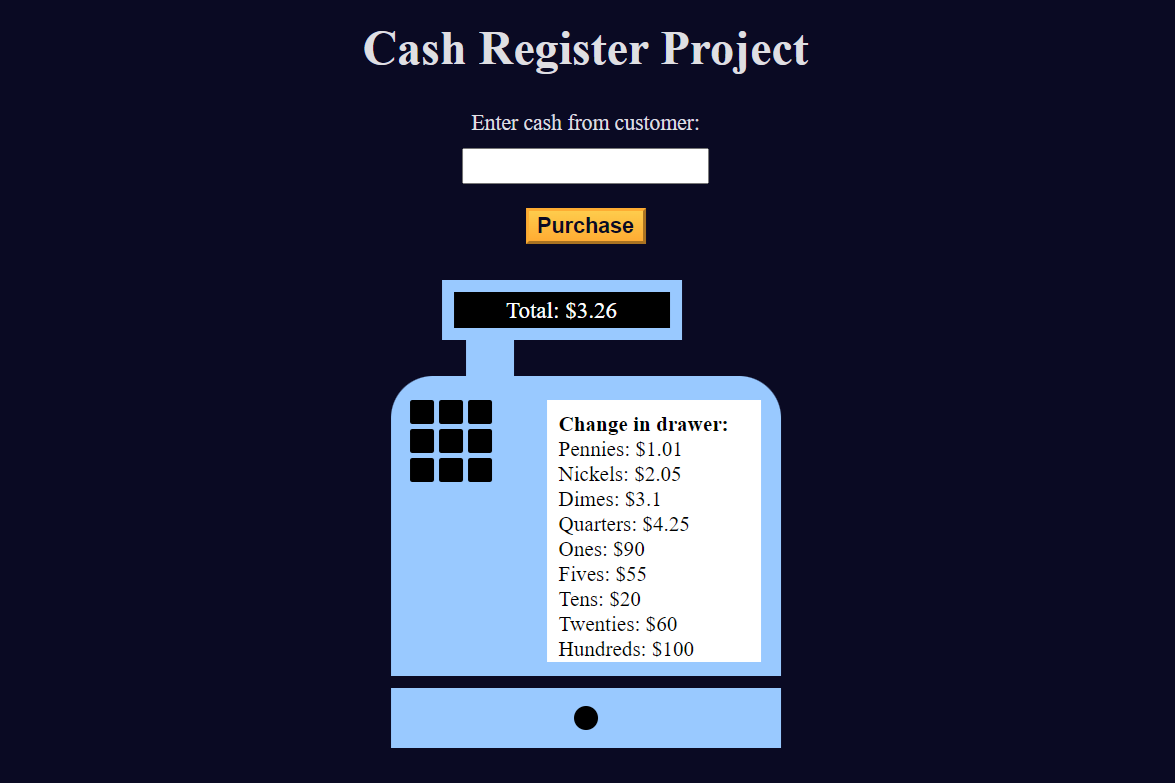 Cash Register Project
Enter cash from customer:
Purchase
Total: $3.26
Change in drawer:
Pennies: $1.01
Nickels: $2.05
Dimes: $3.1
Quarters: $4.25
Ones: $90
Fives: $55
Tens: $20
Twenties: $60
Hundreds: $100